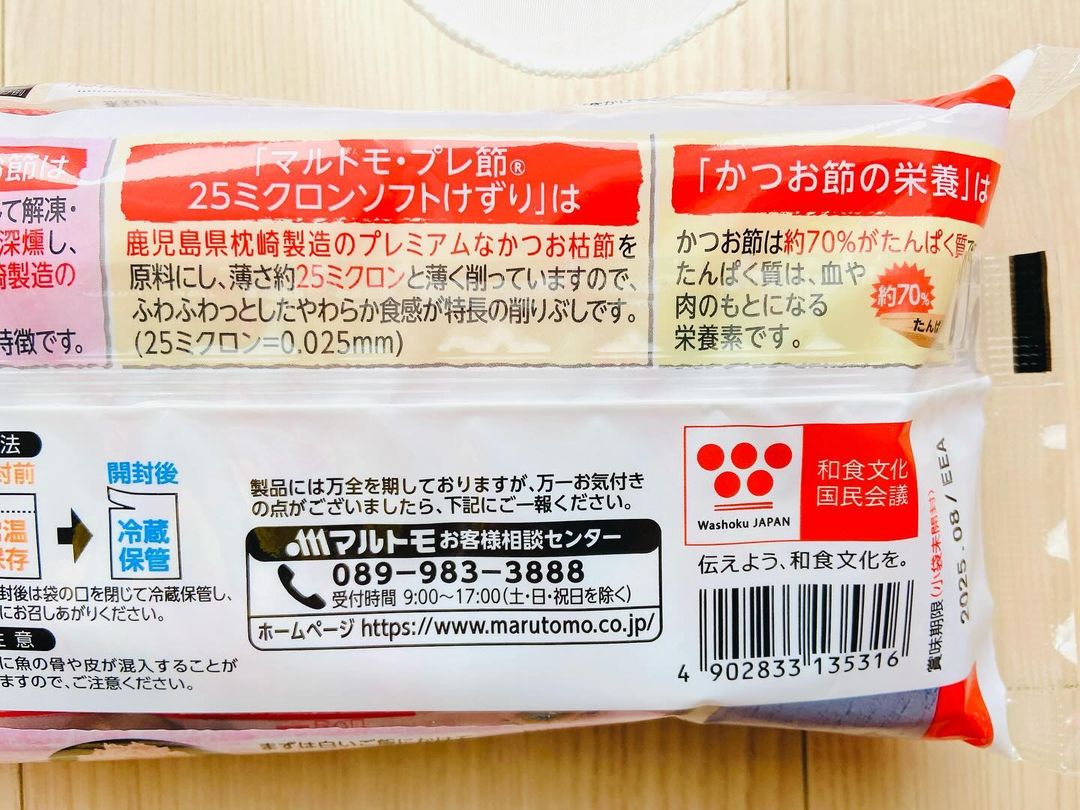 お節は
て解凍・
深燻し、
崎製造の
特徴です。
「マルトモ・プレ節®
25ミクロンソフトけずり」は
鹿児島県枕崎製造のプレミアムなかつお枯節を
原料にし、薄さ約25ミクロンと薄く削っていますので、
ふわふわっとしたやわらか食感が特長の削りぶしです。
(25ミクロン=0.025mm)
「かつお節の栄養」は
かつお節は約70%がたんぱく質で
たんぱく質は、血や
肉のもとになる
栄養素です。
約70%
たんぱ
法
封前
常温
保存
開封後
冷蔵
保管
封後は袋の口を閉じて冷蔵保管し、
にお召しあがりください。
注意
に魚の骨や皮が混入することが
ますので、ご注意ください。
製品には万全を期しておりますが、万一お気付き
の点がございましたら、下記にご一報ください。
マルトモお客様相談センター
089-983-3888
受付時間 9:00〜17:00(土・日・祝日を除く)
ホームページ https://www.marutomo.co.jp/
Washoku JAPAN
和食文化
国民会議
伝えよう、和食文化を。
4 902833 135316
賞味期限(小袋未開封)
2025.08/EEA